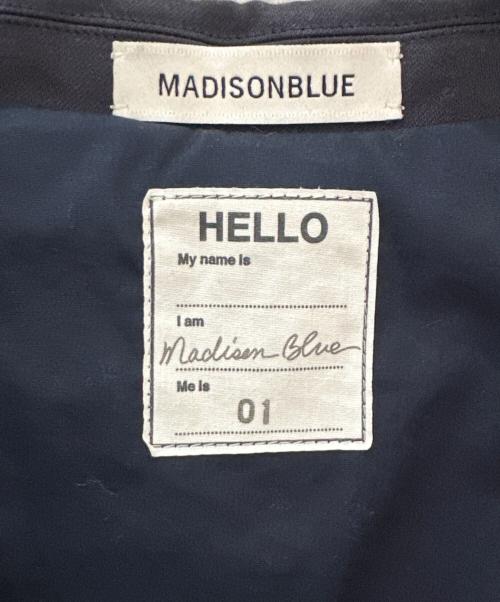 MADISONBLUE
HELLO
My name is
I am
Madison Blue
Me is
01